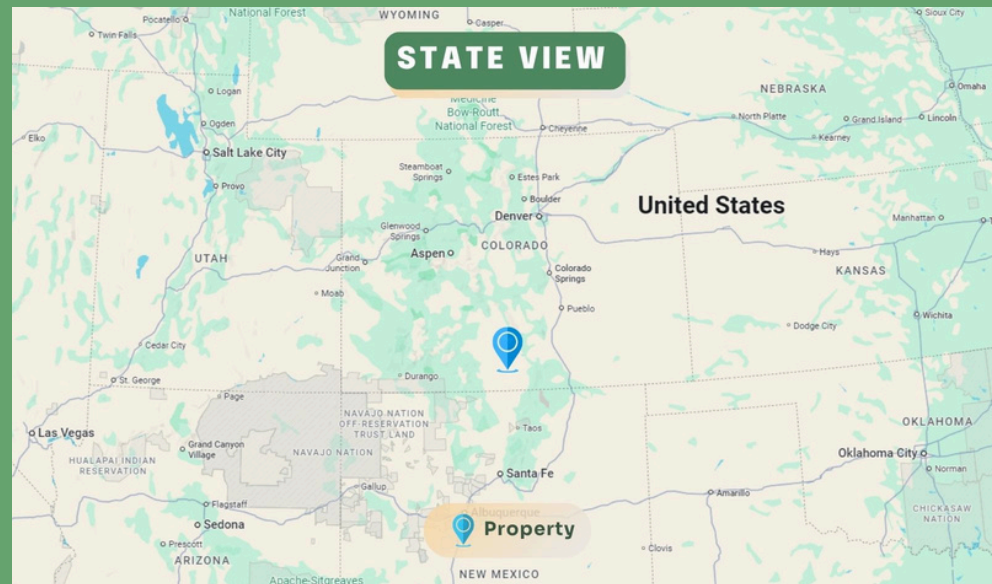 National Forest
WYOMING
Casper
Sioux City
Pocatello
Twin Falls
STATE VIEW
Logan
Medicine
Bow-Routt
National Forest
NEBRASKA
Omaha
Ogden
Cheyenne
North Platte
Grand Island
Lincoln
Elko
Kearney
Salt Lake City
Steamboat
Springs
Estes Park
Provo
Boulder
United States
Denver
Manhattan
Glenwood
Springs
COLORADO
UTAH
Grand
Junction
Aspen
Hays
KANSAS
Colorado
Springs
Moab
Pueblo
Wichita
Dodge City
Cedar City
Durango
St. George
Page
NAVAJO NATION
OFF-RESERVATION
TRUST LAND
Taos
OKLAHOMA
Las Vegas
Grand Canyon
Village
NAVAJO NATION
Oklahoma City
HUALAPAI INDIAN
RESERVATION
Norman
Santa Fe
Gallup
Amarillo
Flagstaff
Albuquerque
CHICKASAW
NATION
Sedona
Property
Prescott
Clovis
ARIZONA
NEW MEXICO
Apache-Sitgreaves